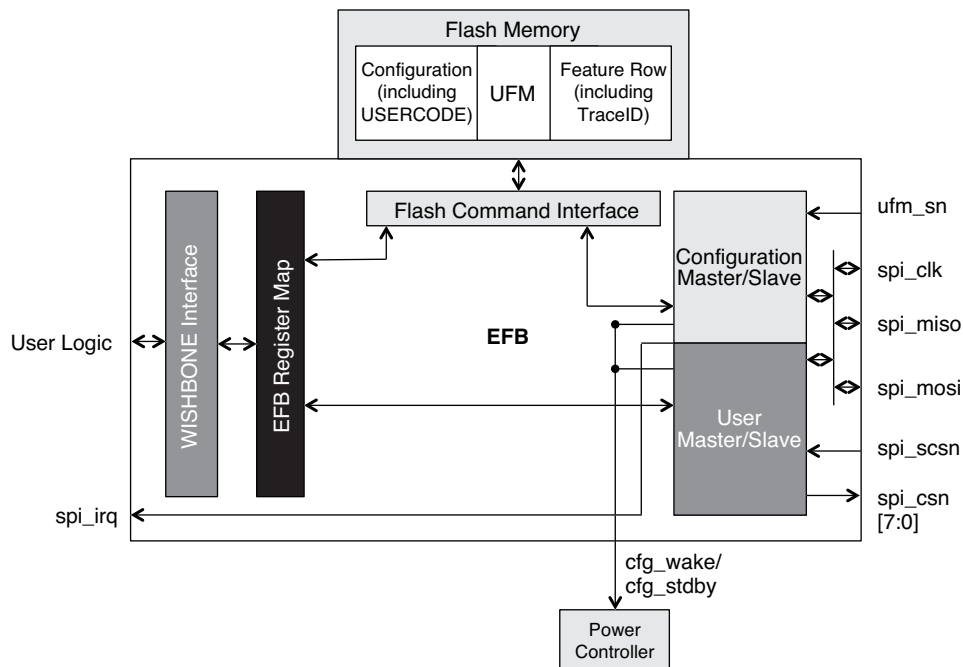 Flash Memory
Configuration
(including
USERCODE)
UFM
Feature Row
(including
TraceID)
Flash Command Interface
WISHBONE Interface
EFB Register Map
EFB
Configuration
Master/Slave
User
Master/Slave
User Logic
spi_irq
ufm_sn
spi_clk
spi_miso
spi_mosi
spi_scsn
spi_csn
[7:0]
cfg_wake/
cfg_stdby
Power
Controller